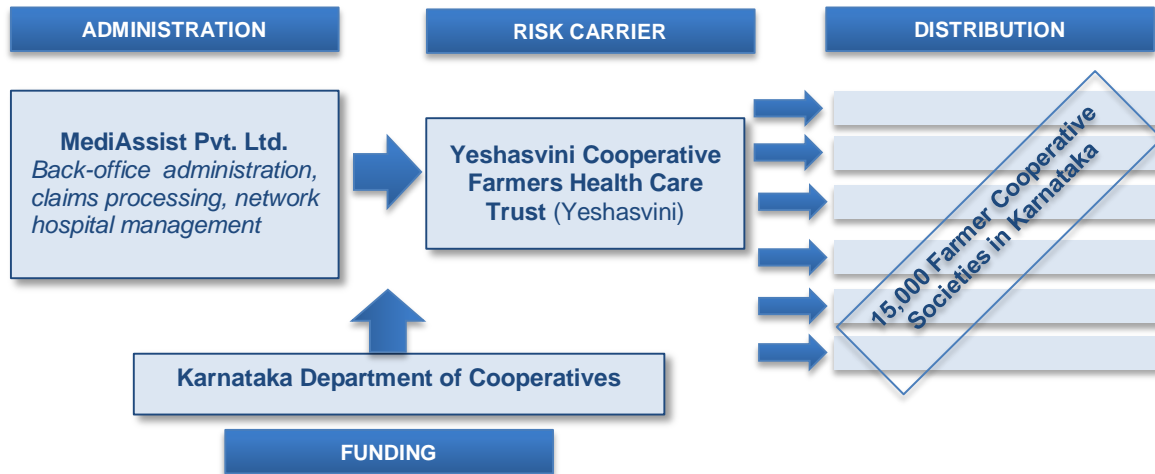 ADMINISTRATION
RISK CARRIER
DISTRIBUTION
MediAssist Pvt. Ltd.
Back-office administration,
claims processing, network
hospital management
Yeshasvini Cooperative
Farmers Health Care
Trust (Yeshasvini)
15,000 Farmer Cooperative
Societies in Karnataka
Karnataka Department of Cooperatives
FUNDING